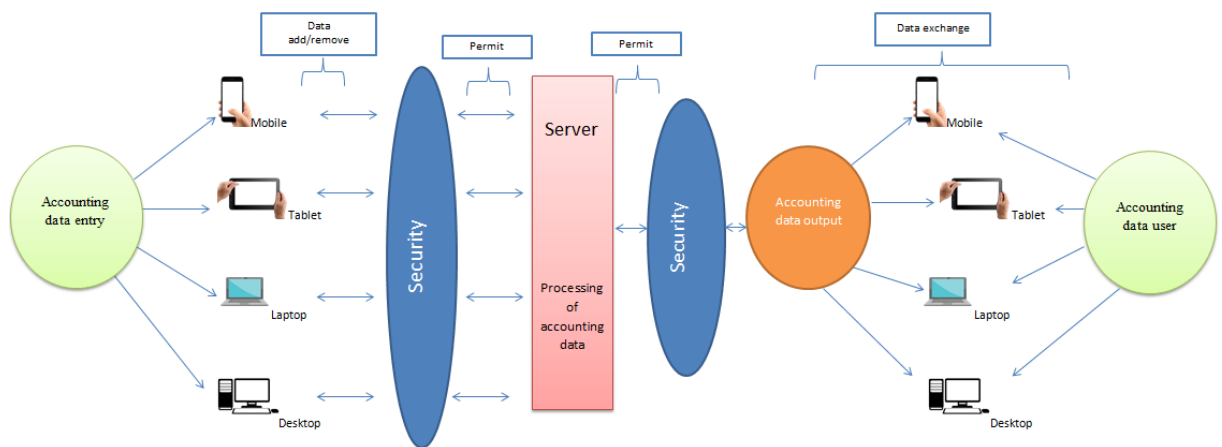 Data
add/remove
Permit
Permit
Data exchange
Mobile
Tablet
Laptop
Desktop
Accounting
data entry
Security
Server
Processing
of
accounting
data
Security
Accounting
data output
Mobile
Tablet
Laptop
Desktop
Accounting
data user